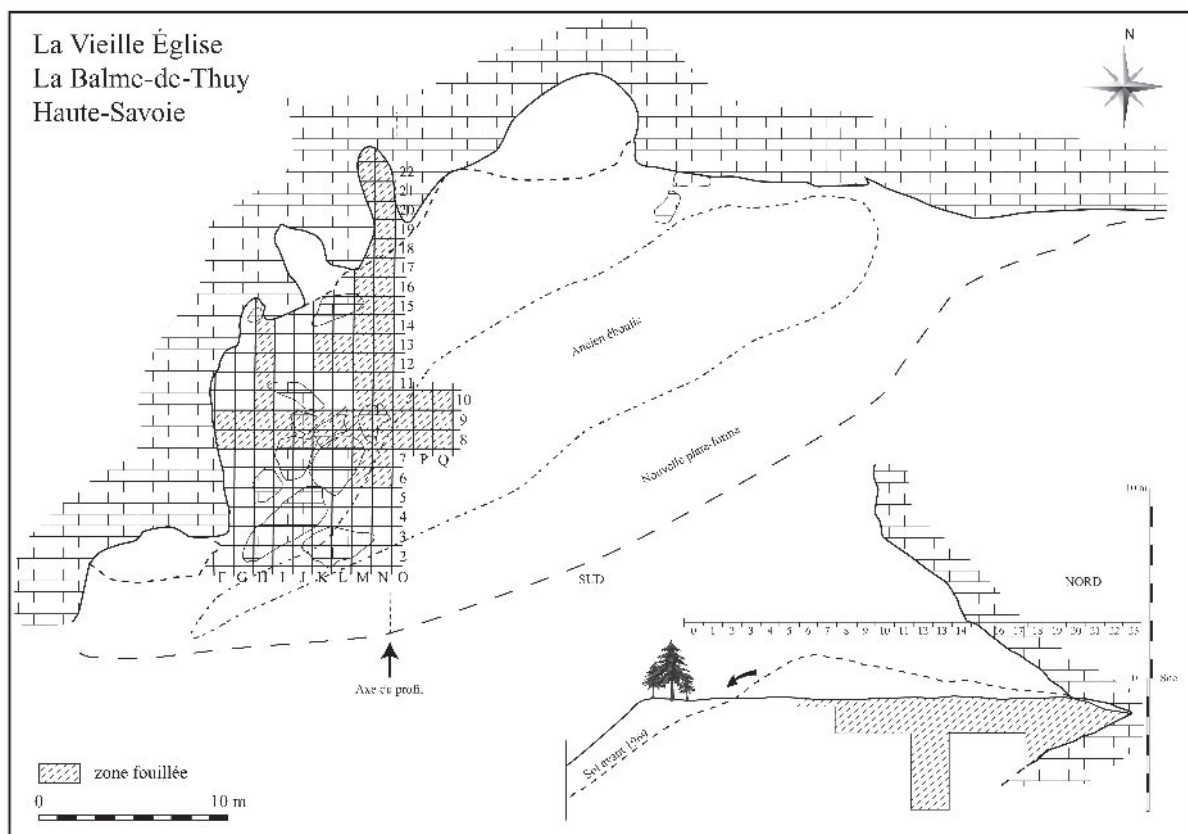 La Vieille Église
La Balme-de-Thuy
Haute-Savoie
N
22
21
20
19
18
17
16
15
14
13
12
11
10
9
8
7
P Q
6
5
4
3
2
F G H I J K L M N O
Ancien éboulis
Nouvelle plate-forme
Axe du profil
SUD
NORD
10 m
0 1 2 3 4 5 6 7 8 9 10 11 12 13 14 16 17 18 19 20 21 22 23
0
Site
Sol avant 1969
zone fouillée
0 10 m